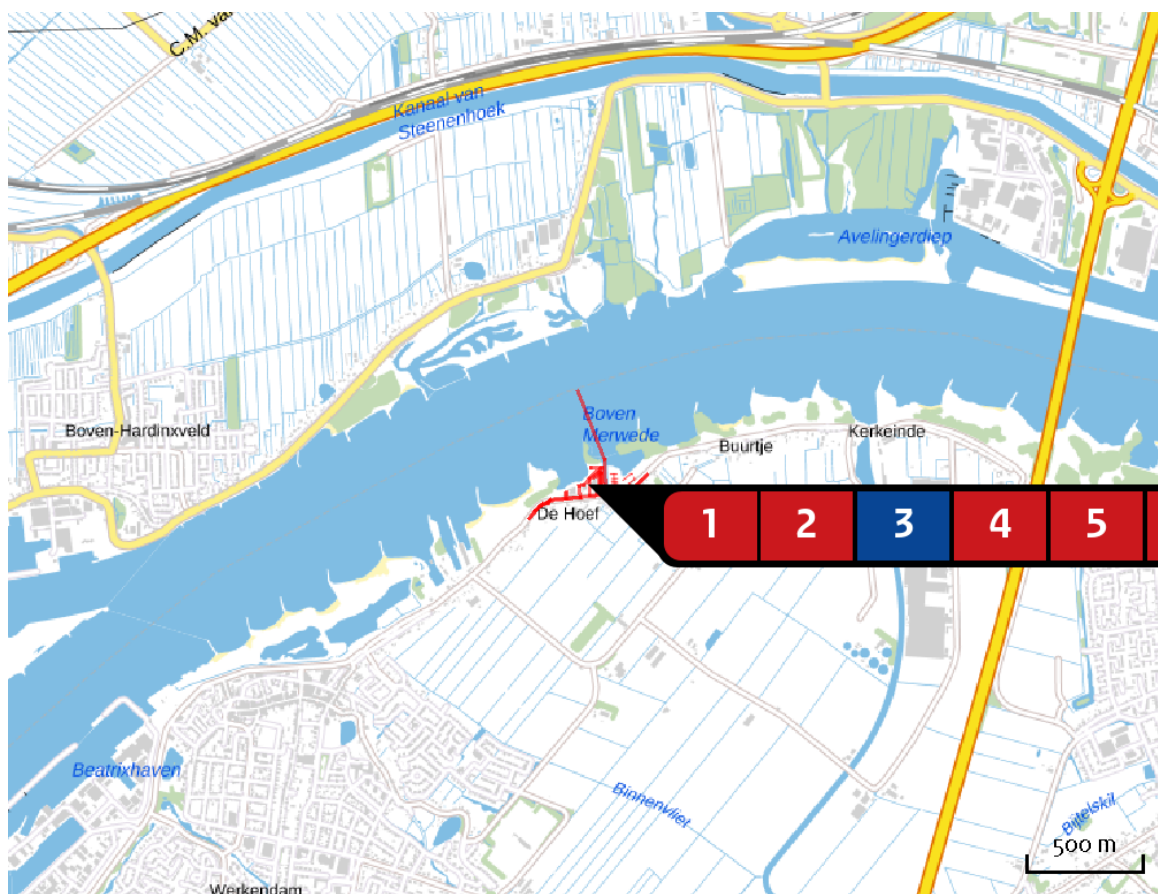 C.M. va
Kanaal van
Steenenhoek
Avelingerdiep
Boven
Merwede
Boven-Hardinxveld
Buurtje
Kerkeinde
De Hoef
1 2 3 4 5
Beatrixhaven
Binnenvliet
Bijtelskil
500 m
Werkendam